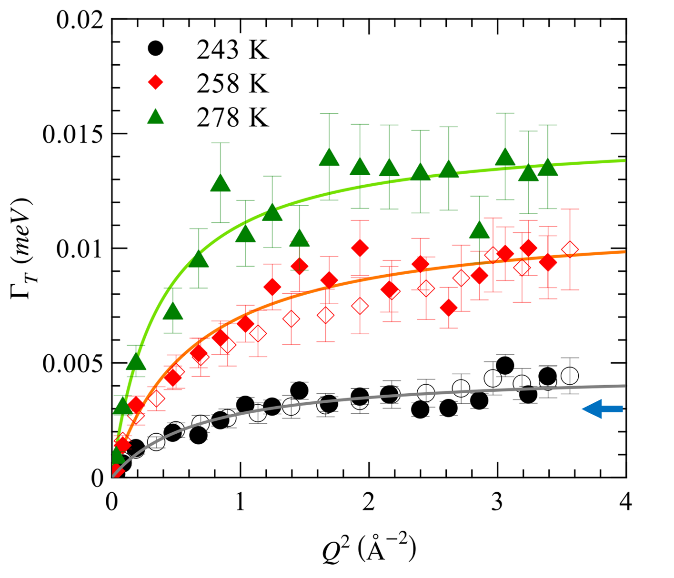 0.02
243 K
258 K
278 K
0.015
0.01
0.005
0
Γ_T (meV)
0 1 2 3 4
Q² (Å⁻²)